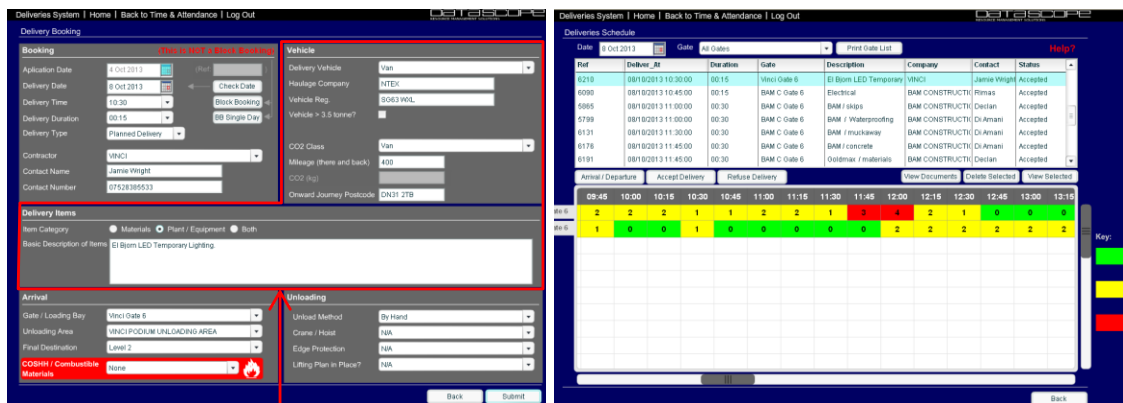 Deliveries System | Home | Back to Time & Attendance | Log Out
DATASCOPE
Delivery Booking
Booking
-This is NOT a Block Booking-
Aplication Date 4 Oct 2013 (Ref )
Delivery Date 8 Oct 2013 Check Date
Delivery Time 10:30 Block Booking
Delivery Duration 00:15 BB Single Day
Delivery Type Planned Delivery
Contractor VINCI
Contact Name Jamie Wright
Contact Number 07528385533
Vehicle
Delivery Vehicle Van
Haulage Company NTEX
Vehicle Reg. SG63 WXL
Vehicle > 3.5 tonne?
CO2 Class Van
Mileage (there and back) 400
CO2 (kg)
Onward Journey Postcode DN31 2TB
Delivery Items
Item Category Materials Plant / Equipment Both
Basic Description of Items El Bjorn LED Temporary Lighting.
Arrival
Gate / Loading Bay Vinci Gate 6
Unloading Area VINCI PODIUM UNLOADING AREA
Final Destination Level 2
COSHH / Combustible
Materials
None
Unloading
Unload Method By Hand
Crane / Hoist N/A
Edge Protection N/A
Lifting Plan in Place? N/A
Back Submit
Deliveries System | Home | Back to Time & Attendance | Log Out
DATASCOPE
Deliveries Schedule
Date 8 Oct 2013 Gate All Gates Print Gate List Help?
Ref Deliver_At Duration Gate Description Company Contact Status
6210 08/10/2013 10:30:00 00:15 Vinci Gate 6 El Bjorn LED Temporary VINCI Jamie Wright Accepted
6090 08/10/2013 10:45:00 00:15 BAM C Gate 6 Electrical BAM CONSTRUCTIC Rimas Accepted
5865 08/10/2013 11:00:00 00:30 BAM C Gate 6 BAM / skips BAM CONSTRUCTIC Declan Accepted
5799 08/10/2013 11:00:00 00:30 BAM C Gate 6 BAM / Waterproofing BAM CONSTRUCTIC Di Amani Accepted
6131 08/10/2013 11:30:00 00:30 BAM C Gate 6 BAM / muckaway BAM CONSTRUCTIC Di Amani Accepted
6176 08/10/2013 11:45:00 00:30 BAM C Gate 6 BAM / concrete BAM CONSTRUCTIC Di Amani Accepted
6191 08/10/2013 11:45:00 00:30 BAM C Gate 6 Goldmax / materials BAM CONSTRUCTIC Declan Accepted
Arrival / Departure Accept Delivery Refuse Delivery View Documents Delete Selected View Selected
09:45 10:00 10:15 10:30 10:45 11:00 11:15 11:30 11:45 12:00 12:15 12:30 12:45 13:00 13:15
ate 6 2 2 2 1 1 2 2 1 3 4 2 1 0 0 0
ate 6 1 0 0 1 0 0 0 0 0 2 2 2 2 2 2
Key:
Back